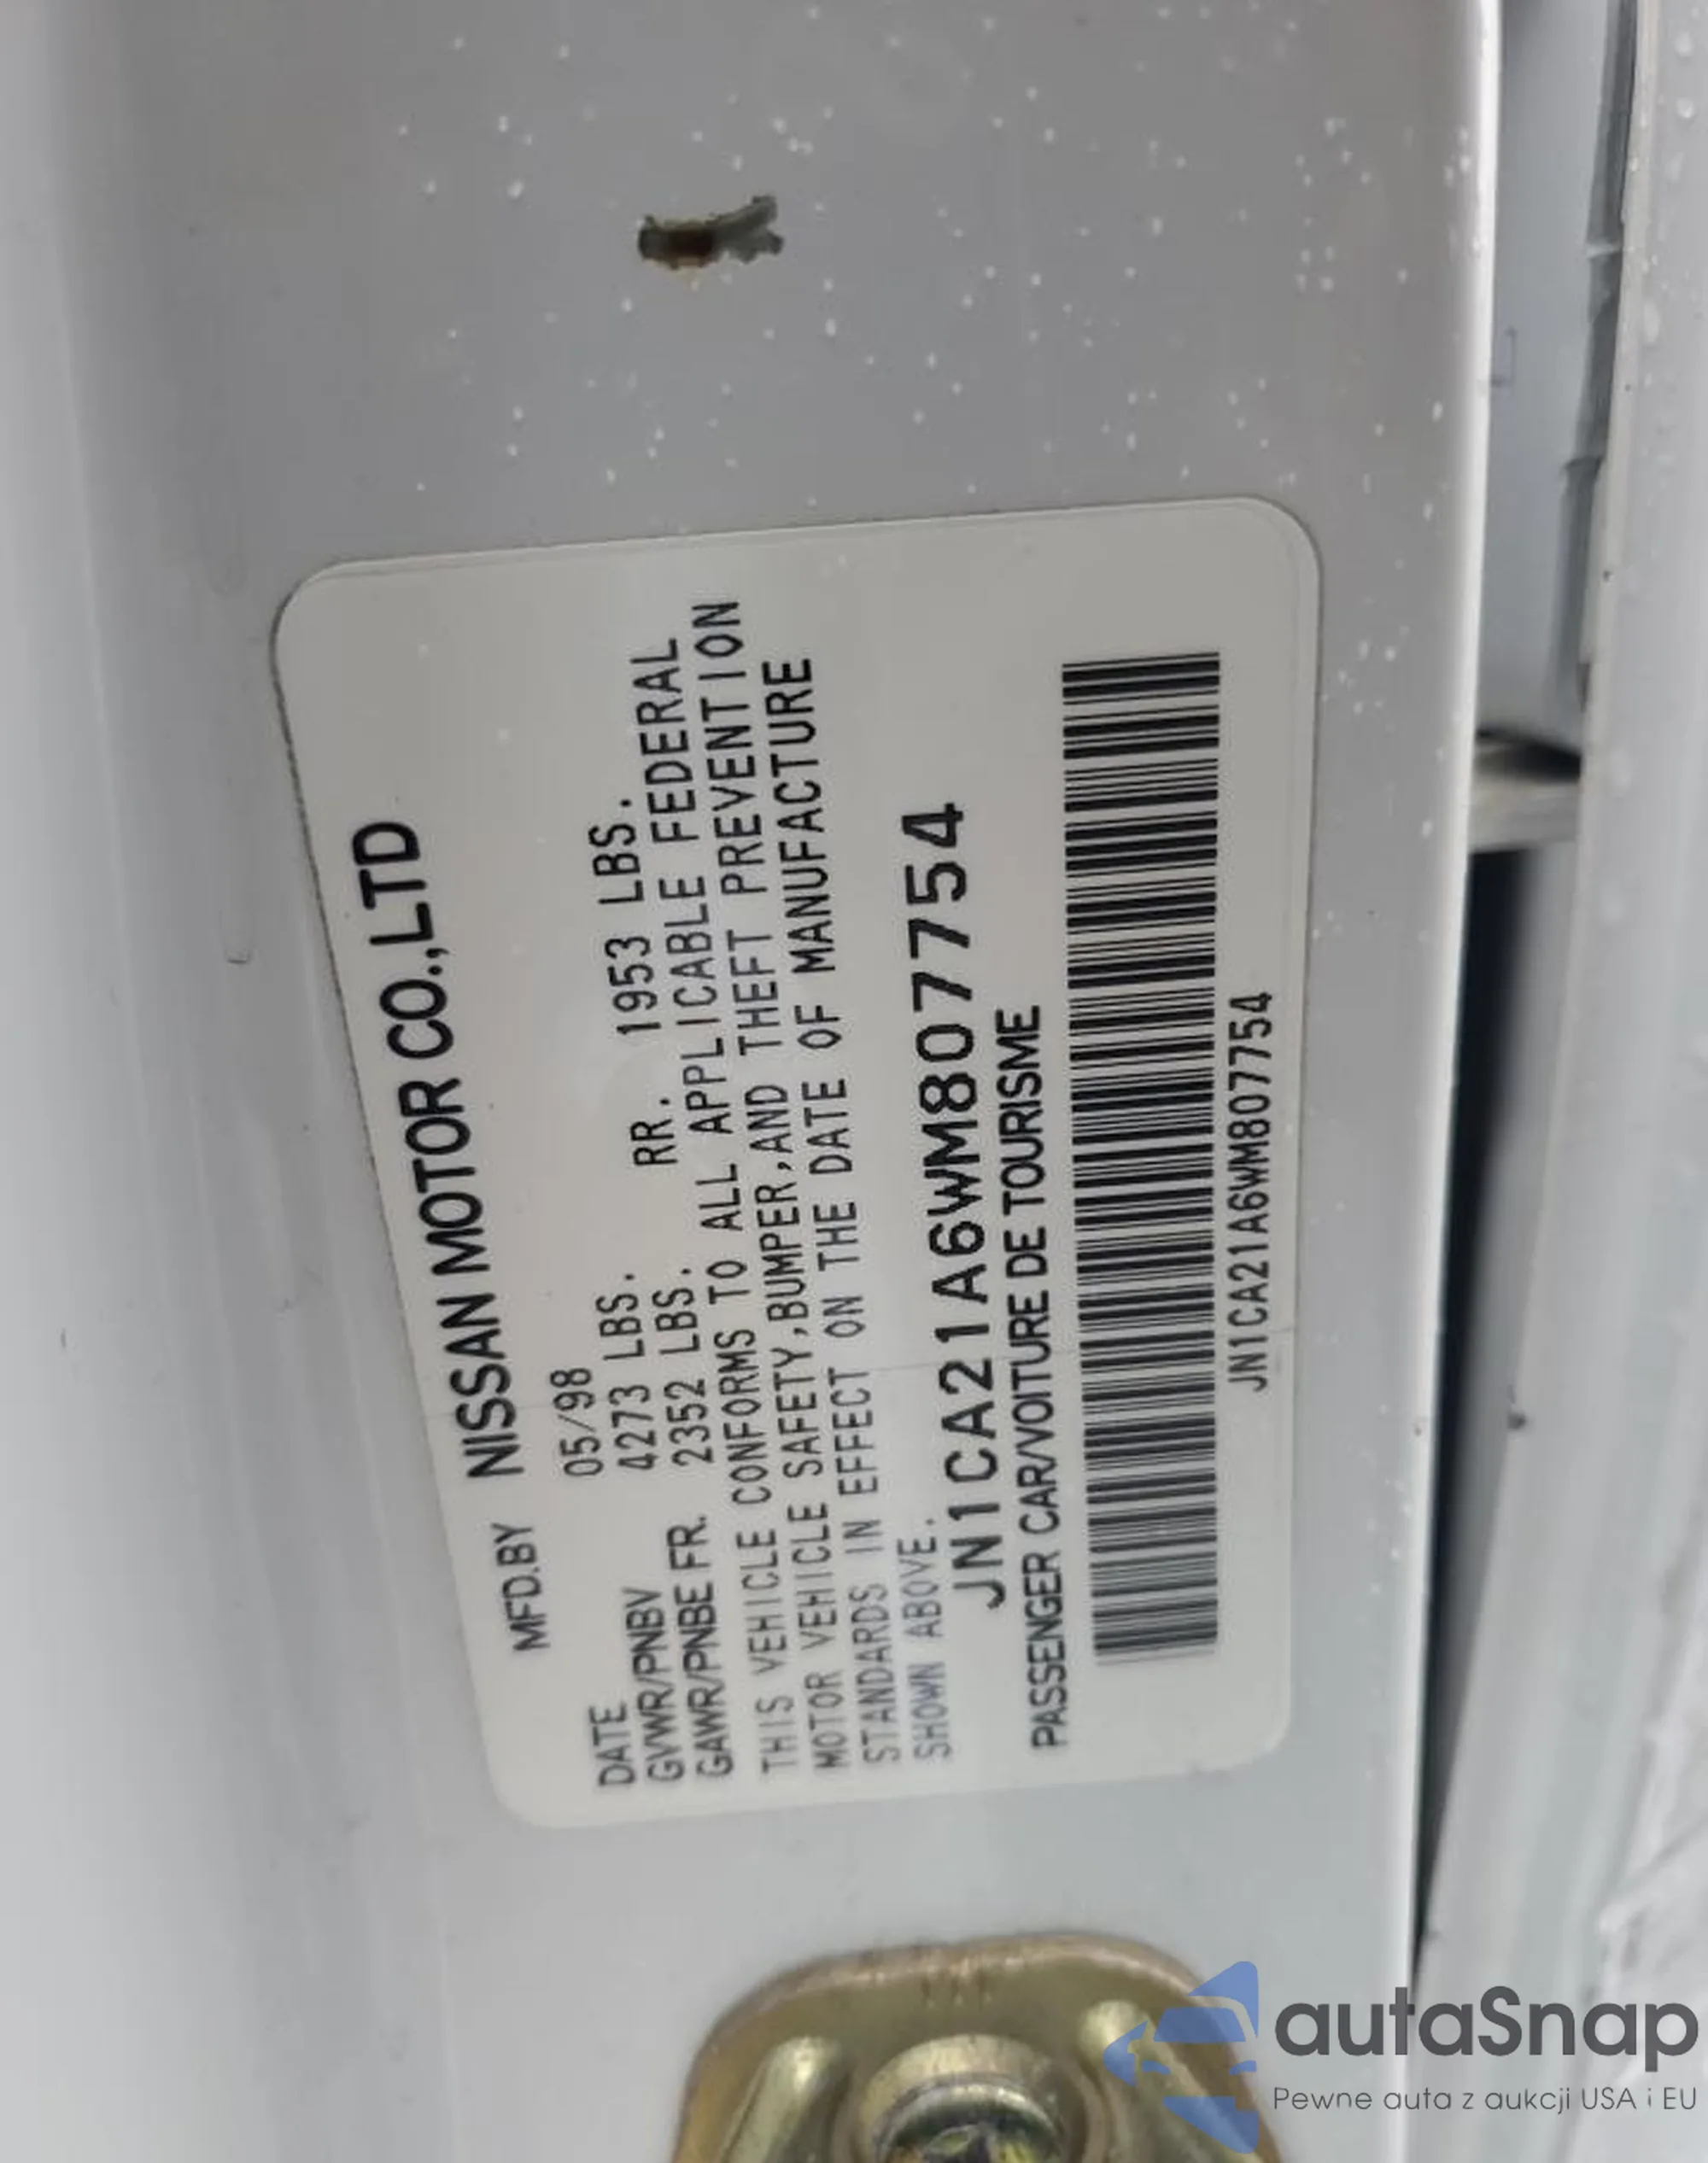 MFD.BY NISSAN MOTOR CO.,LTD
DATE 05/98
GVWR/PNBV 4273 LBS.
GAWR/PNBE FR. 2352 LBS. RR. 1953 LBS.
THIS VEHICLE CONFORMS TO ALL APPLICABLE FEDERAL
MOTOR VEHICLE SAFETY,BUMPER,AND THEFT PREVENTION
STANDARDS IN EFFECT ON THE DATE OF MANUFACTURE
SHOWN ABOVE.
JN1CA21A6WM807754
PASSENGER CAR/VOITURE DE TOURISME
JN1CA21A6WM807754
autaSnap
Pewne auta z aukcji USA i EU